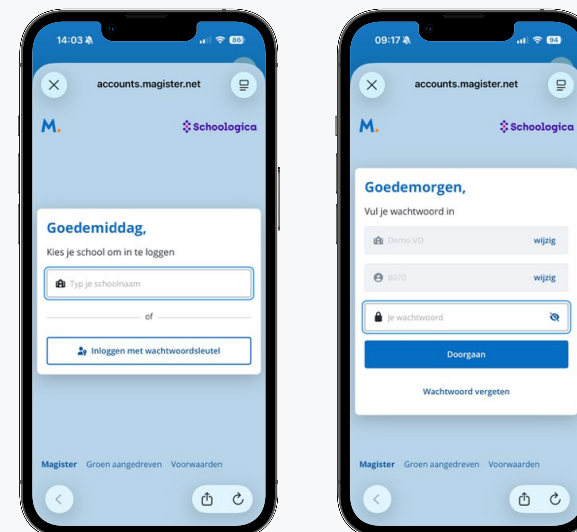 14:03
86
accounts.magister.net
M.
Schoologica
Goedemiddag,
Kies je school om in te loggen
Typ je schoolnaam
of
Inloggen met wachtwoordsleutel
Magister Groen aangedreven Voorwaarden
09:17
94
accounts.magister.net
M.
Schoologica
Goedemorgen,
Vul je wachtwoord in
Demo VO wijzig
8070 wijzig
Je wachtwoord
Doorgaan
Wachtwoord vergeten
Magister Groen aangedreven Voorwaarden